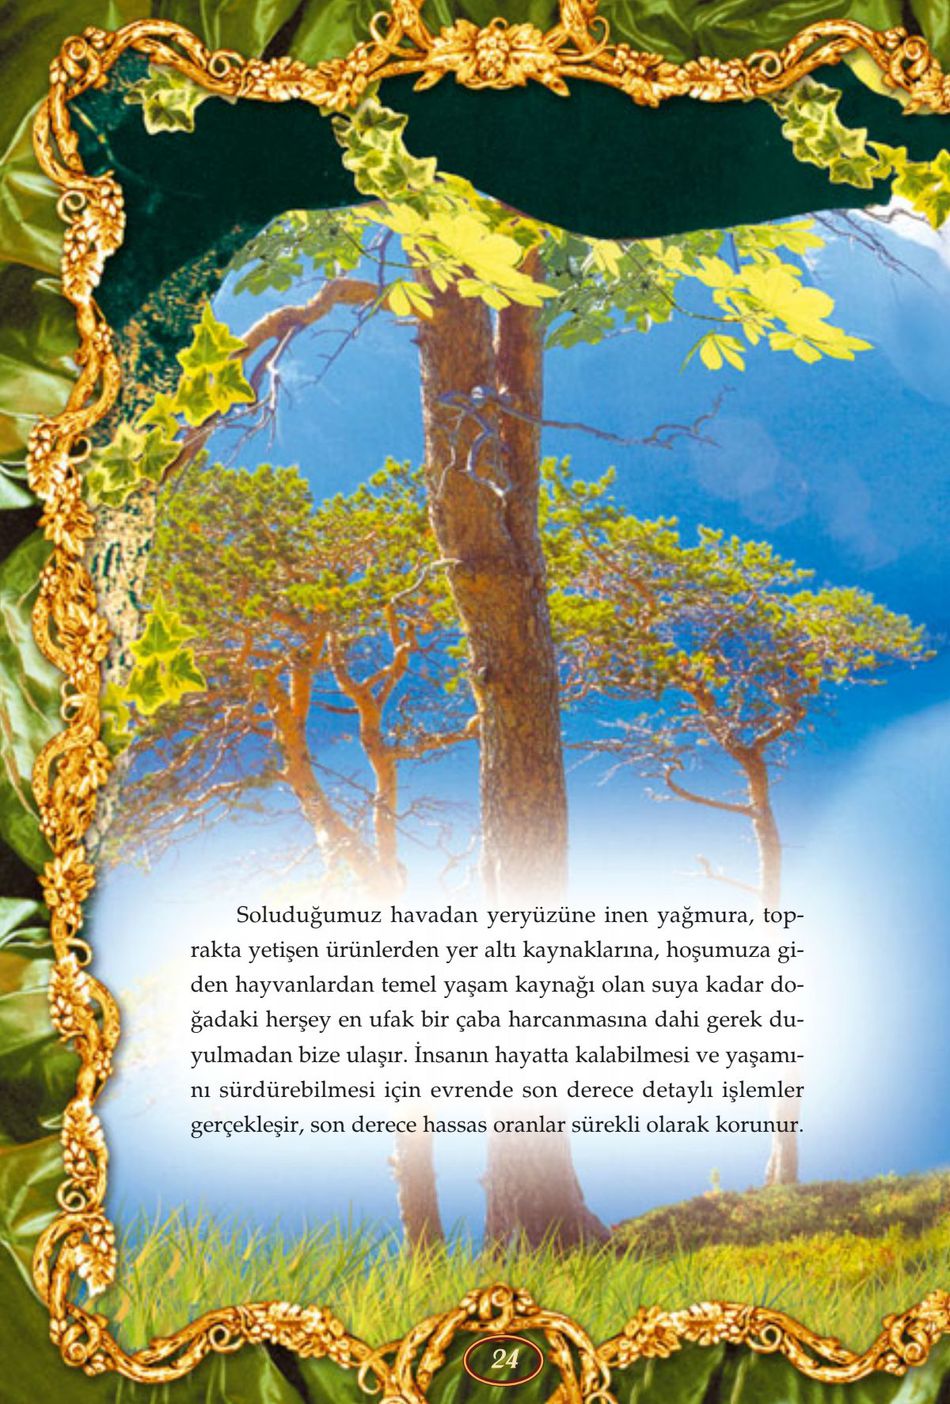 Soluduğumuz havadan yeryüzüne inen yağmura, top-
rakta yetişen ürünlerden yer altı kaynaklarına, hoşumuza gi-
den hayvanlardan temel yaşam kaynağı olan suya kadar do-
ğadaki herşey en ufak bir çaba harcanmasına dahi gerek du-
yulmadan bize ulaşır. İnsanın hayatta kalabilmesi ve yaşamı-
nı sürdürebilmesi için evrende son derece detaylı işlemler
gerçekleşir, son derece hassas oranlar sürekli olarak korunur.
24